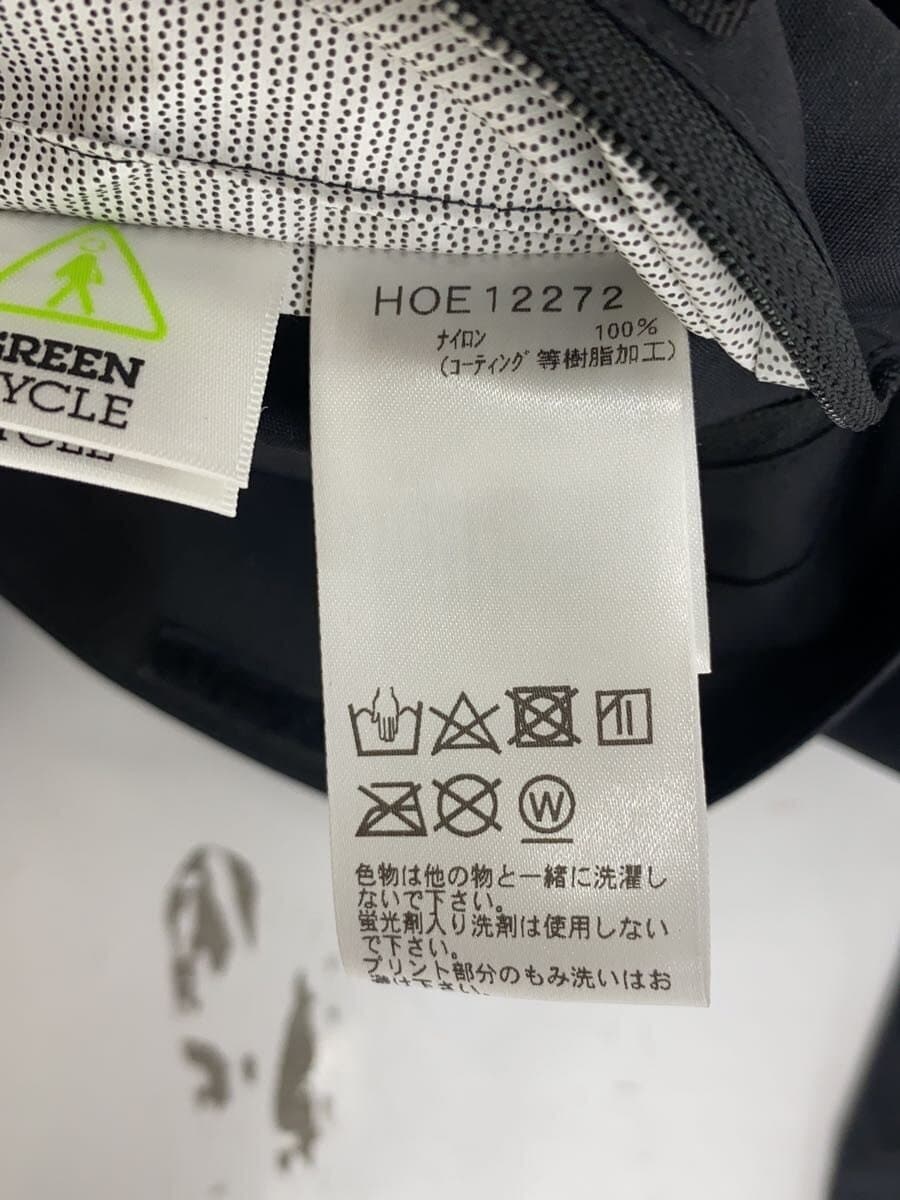 GREEN
YCLE
HOE12272
ナイロン 100%
(コーティング等樹脂加工)
W
色物は他の物と一緒に洗濯し
ないで下さい。
蛍光剤入り洗剤は使用しない
で下さい。
プリント部分のもみ洗いはお